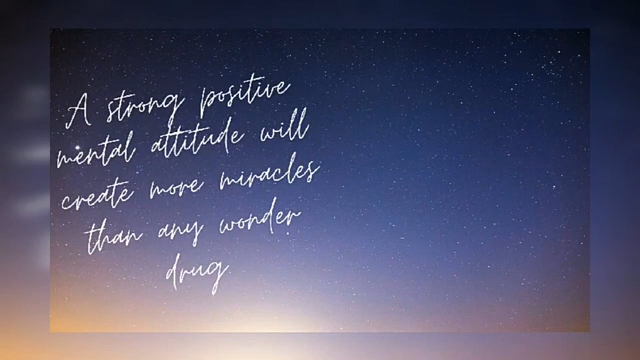 A strong positive
mental attitude will
create more miracles
than any wonder
drug